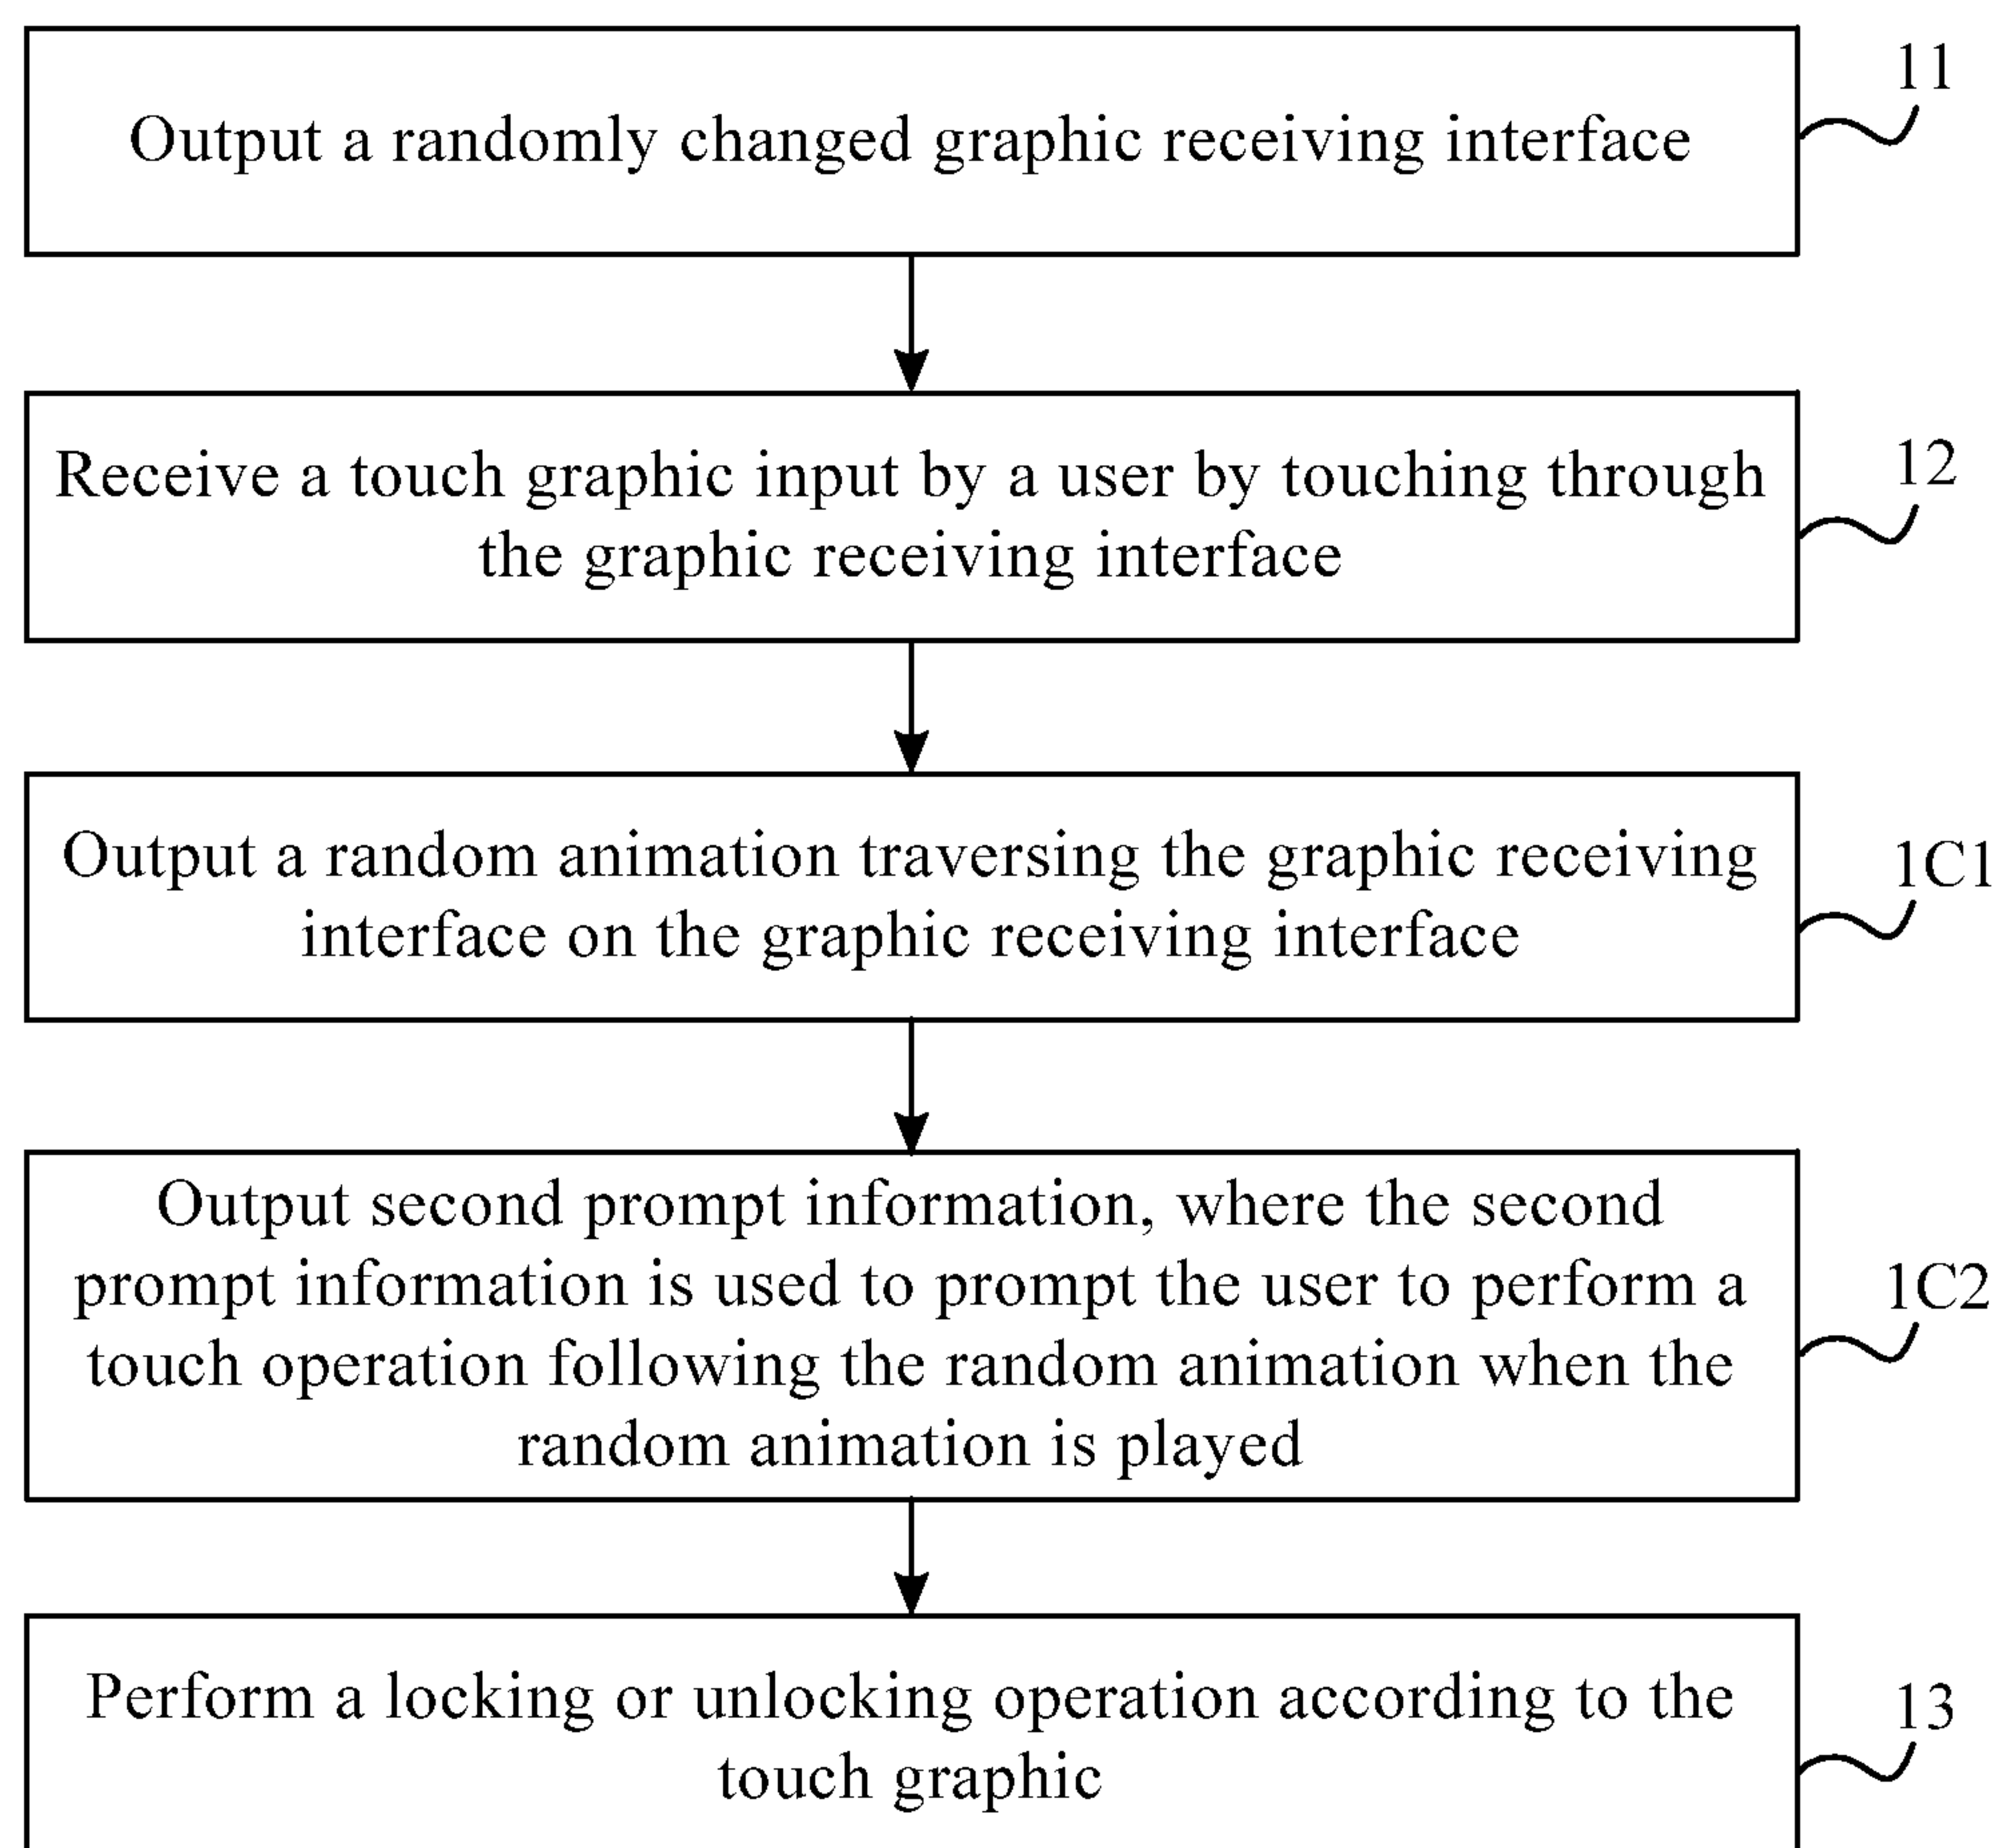 Output a randomly changed graphic receiving interface
11
Receive a touch graphic input by a user by touching through
the graphic receiving interface
12
Output a random animation traversing the graphic receiving
interface on the graphic receiving interface
1C1
Output second prompt information, where the second
prompt information is used to prompt the user to perform a
touch operation following the random animation when the
random animation is played
1C2
Perform a locking or unlocking operation according to the
touch graphic
13